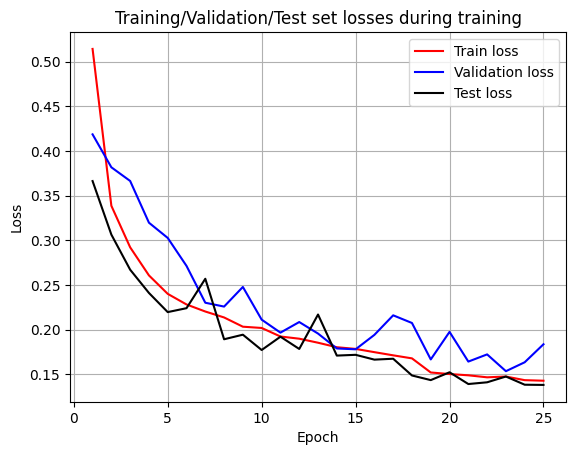 Training/Validation/Test set losses during training
Train loss
Validation loss
Test loss
0.50
0.45
0.40
0.35
0.30
0.25
0.20
0.15
Loss
0
5
10
15
20
25
Epoch